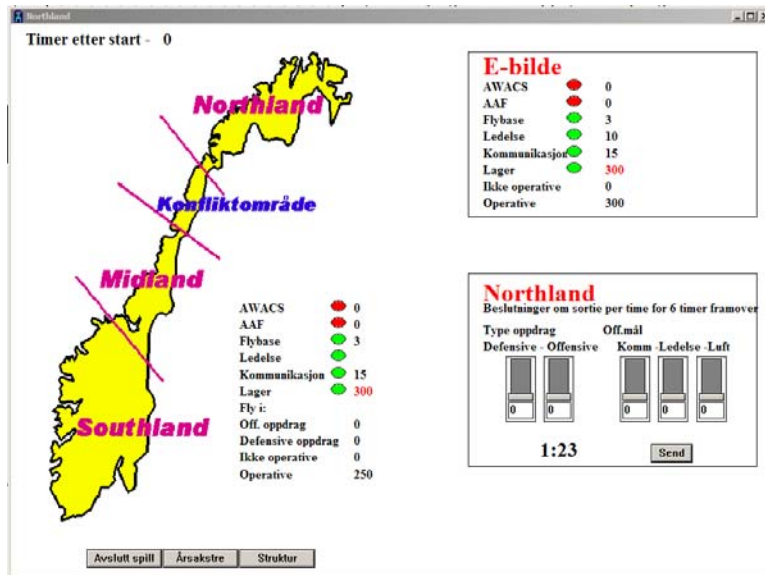 Northland
Timer etter start - 0
Northland
Konfliktområde
Midland
Southland
AWACS 0
AAF 0
Flybase 3
Ledelse
Kommunikasjon 15
Lager 300
Fly i:
Off. oppdrag 0
Defensive oppdrag 0
Ikke operative 0
Operative 250
Avslutt spill Årsakstre Struktur
E-bilde
AWACS 0
AAF 0
Flybase 3
Ledelse 10
Kommunikasjon 15
Lager 300
Ikke operative 0
Operative 300
Northland
Beslutninger om sortie per time for 6 timer framover
Type oppdrag Off.mål
Defensive - Offensive Komm -Ledelse -Luft
0 0 0 0 0
1:23 Send